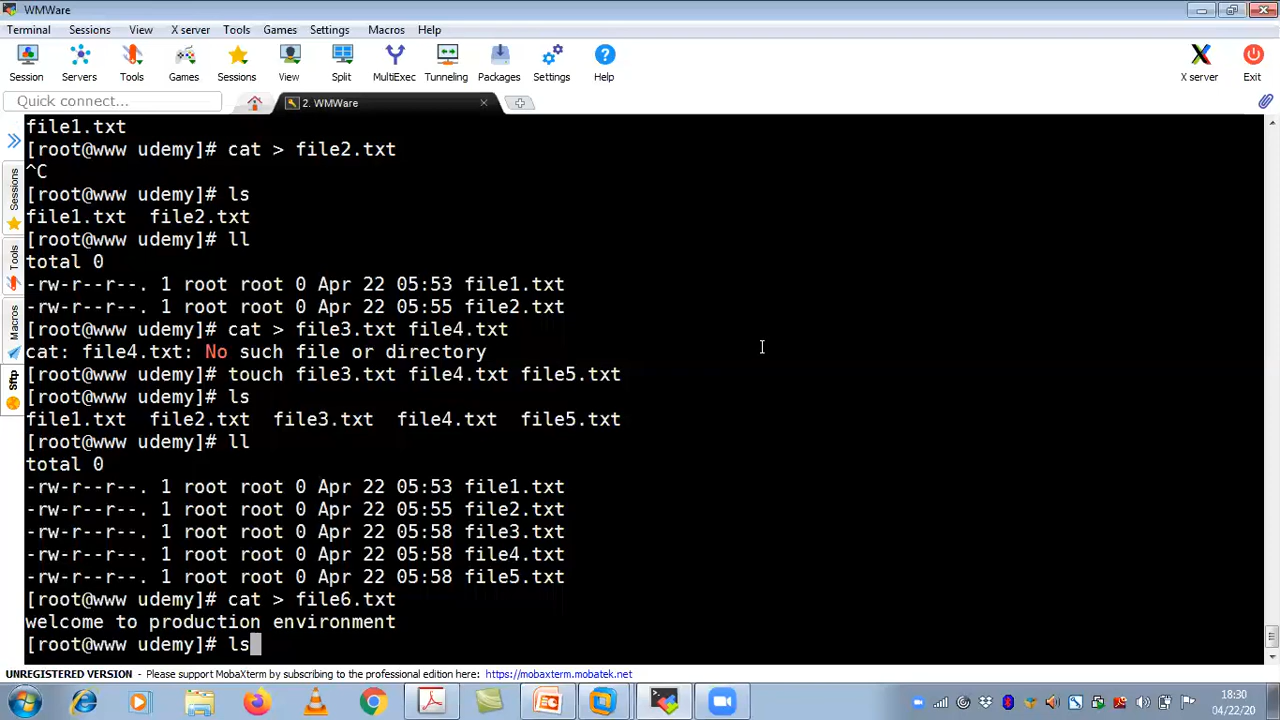 WMWare
Terminal Sessions View X server Tools Games Settings Macros Help
Session Servers Tools Games Sessions View Split MultiExec Tunneling Packages Settings Help X server Exit
Quick connect...
2. WMWare
Sessions
Tools
Macros
Sftp
file1.txt
[root@www udemy]# cat > file2.txt
^C
[root@www udemy]# ls
file1.txt  file2.txt
[root@www udemy]# ll
total 0
-rw-r--r--. 1 root root 0 Apr 22 05:53 file1.txt
-rw-r--r--. 1 root root 0 Apr 22 05:55 file2.txt
[root@www udemy]# cat > file3.txt file4.txt
cat: file4.txt: No such file or directory
[root@www udemy]# touch file3.txt file4.txt file5.txt
[root@www udemy]# ls
file1.txt  file2.txt  file3.txt  file4.txt  file5.txt
[root@www udemy]# ll
total 0
-rw-r--r--. 1 root root 0 Apr 22 05:53 file1.txt
-rw-r--r--. 1 root root 0 Apr 22 05:55 file2.txt
-rw-r--r--. 1 root root 0 Apr 22 05:58 file3.txt
-rw-r--r--. 1 root root 0 Apr 22 05:58 file4.txt
-rw-r--r--. 1 root root 0 Apr 22 05:58 file5.txt
[root@www udemy]# cat > file6.txt
welcome to production environment
[root@www udemy]# ls
UNREGISTERED VERSION - Please support MobaXterm by subscribing to the professional edition here: https://mobaxterm.mobatek.net
18:30
04/22/20